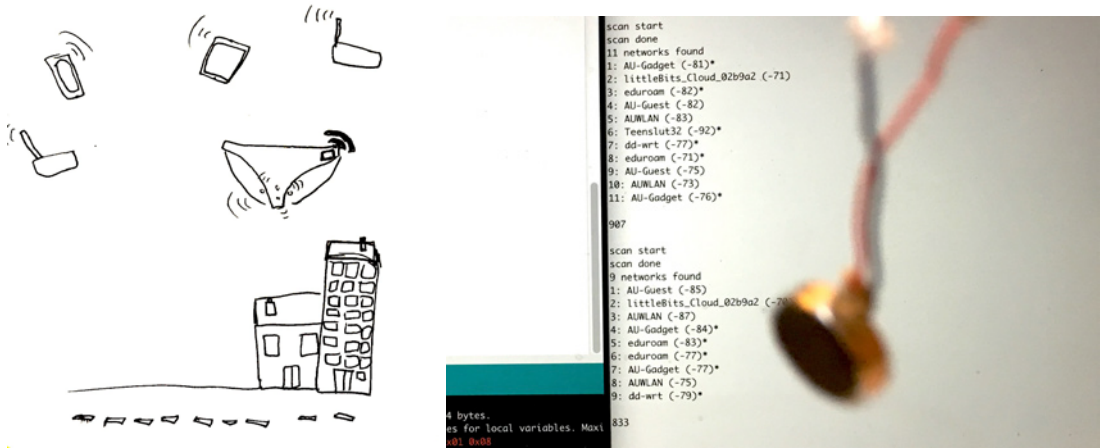 scan start
scan done
11 networks found
1: AU-Gadget (-81)*
2: littleBits_Cloud_02b9a2 (-71)
3: eduroam (-82)*
4: AU-Guest (-82)
5: AUWLAN (-83)
6: Teenslut32 (-92)*
7: dd-wrt (-77)*
8: eduroam (-71)*
9: AU-Guest (-75)
10: AUWLAN (-73)
11: AU-Gadget (-76)*
907
scan start
scan done
9 networks found
1: AU-Guest (-85)
2: littleBits_Cloud_02b9a2
3: AUWLAN (-87)
4: AU-Gadget (-84)*
5: eduroam (-83)*
6: eduroam (-77)*
7: AU-Gadget (-77)*
8: AUWLAN (-75)
9: dd-wrt (-79)*
833
4 bytes.
es for local variables. Maxi
x01 0x08